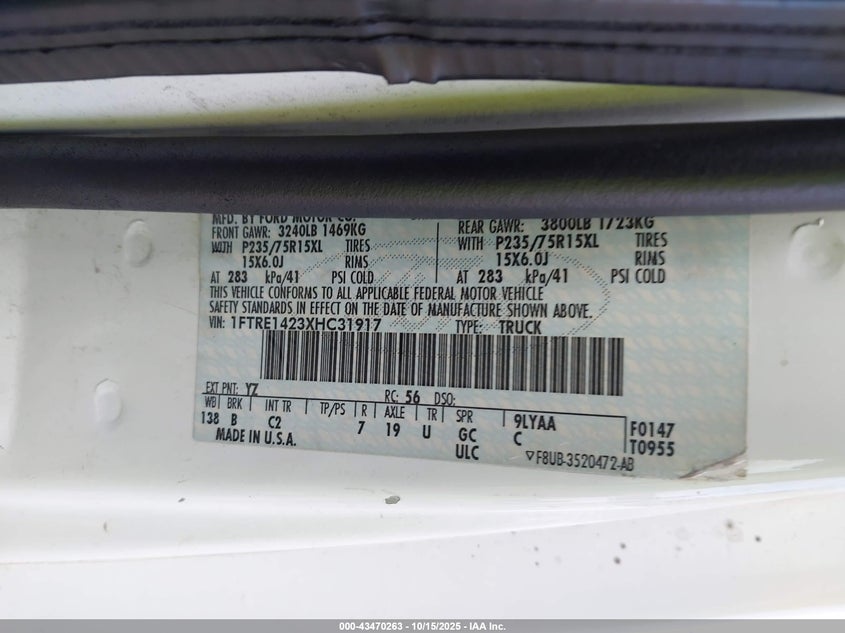 MFD. BY FORD MOTOR CO.
FRONT GAWR: 3240LB 1469KG
WITH P235/75R15XL TIRES
15X6.0J RIMS
AT 283 kPa/41 PSI COLD
REAR GAWR: 3800LB 1723KG
WITH P235/75R15XL TIRES
15X6.0J RIMS
AT 283 kPa/41 PSI COLD
THIS VEHICLE CONFORMS TO ALL APPLICABLE FEDERAL MOTOR VEHICLE
SAFETY STANDARDS IN EFFECT ON THE DATE OF MANUFACTURE SHOWN ABOVE.
VIN: 1FTRE1423XHC31917 TYPE: TRUCK
EXT PNT: YZ RC: 56 DSO:
WB BRK INT TR TP/PS R AXLE TR SPR 9LYAA
138 B C2 7 19 U GC C F0147
MADE IN U.S.A. ULC T0955
▽F8UB-3520472-AB
000-43470263 - 10/15/2025 - IAA Inc.